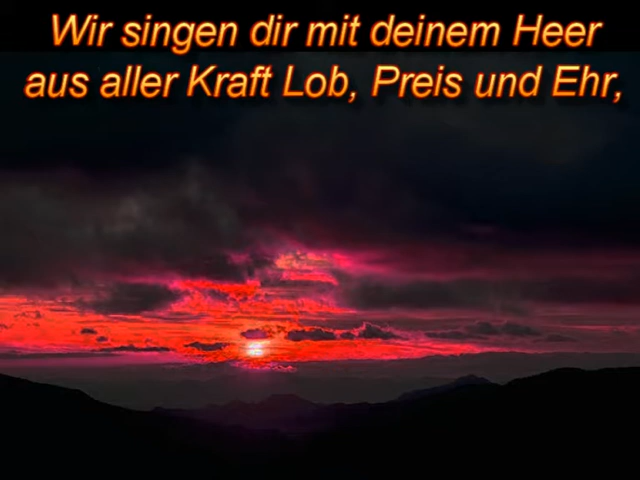 Wir singen dir mit deinem Heer
aus aller Kraft Lob, Preis und Ehr,